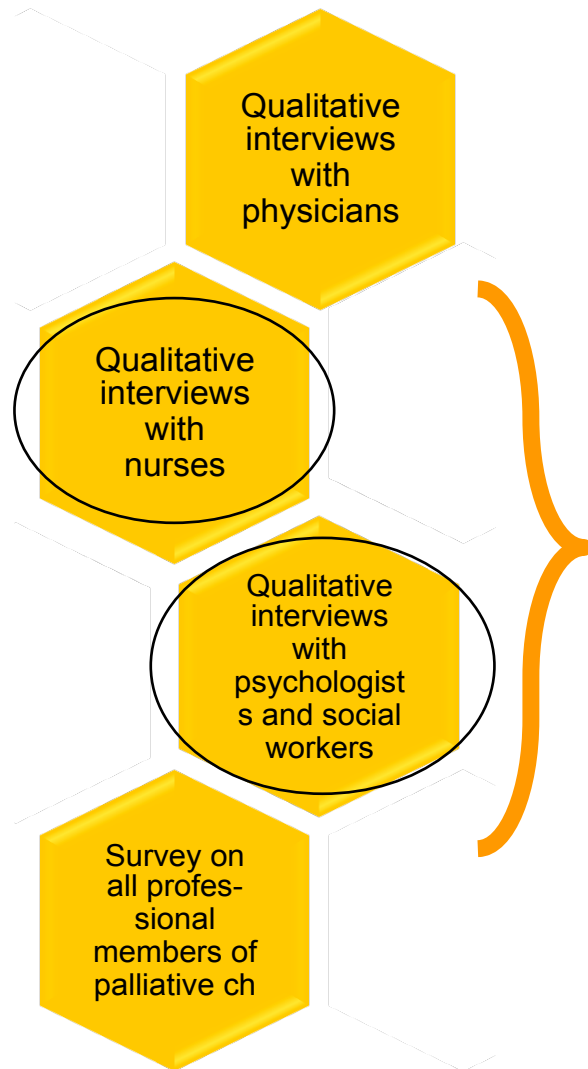 Qualitative
interviews
with
physicians
Qualitative
interviews
with
nurses
Qualitative
interviews
with
psychologist
s and social
workers
Survey on
all profes-
sional
members of
palliative ch